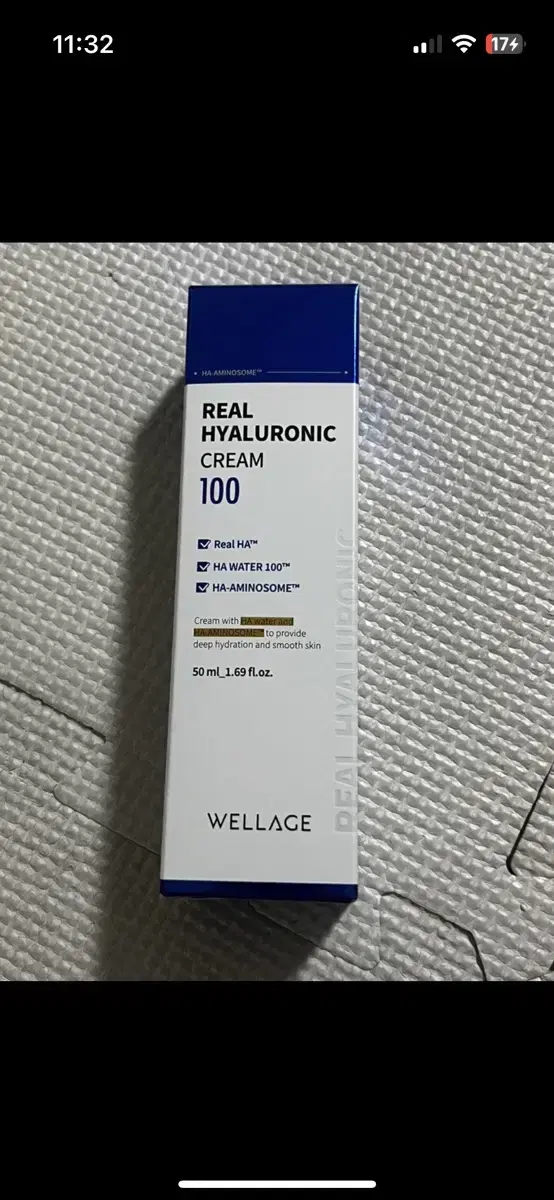 11:32
17
HA-AMINOSOME™
REAL
HYALURONIC
CREAM
100
Real HA™
HA WATER 100™
HA-AMINOSOME™
Cream with HA water and
HA-AMINOSOME™ to provide
deep hydration and smooth skin
50 ml_1.69 fl.oz.
REAL HYALURONIC
WELLAGE